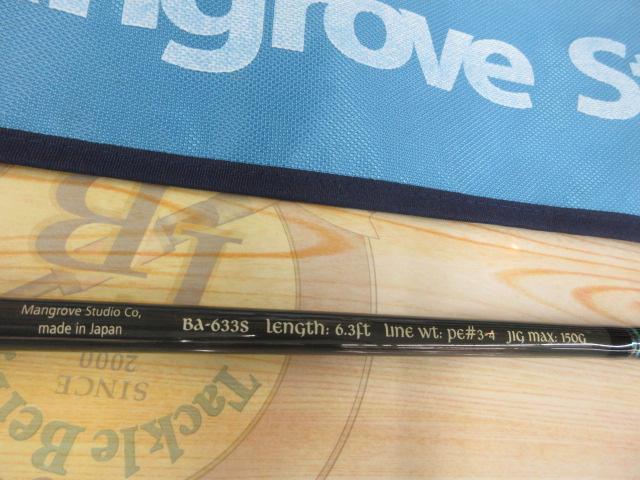 ngrove St
Mangrove Studio Co,
made in Japan
BA-633S Length: 6.3ft Line wt: PE#3-4 Jig Max: 150G
TB
SINCE
2000
Tackle Ber